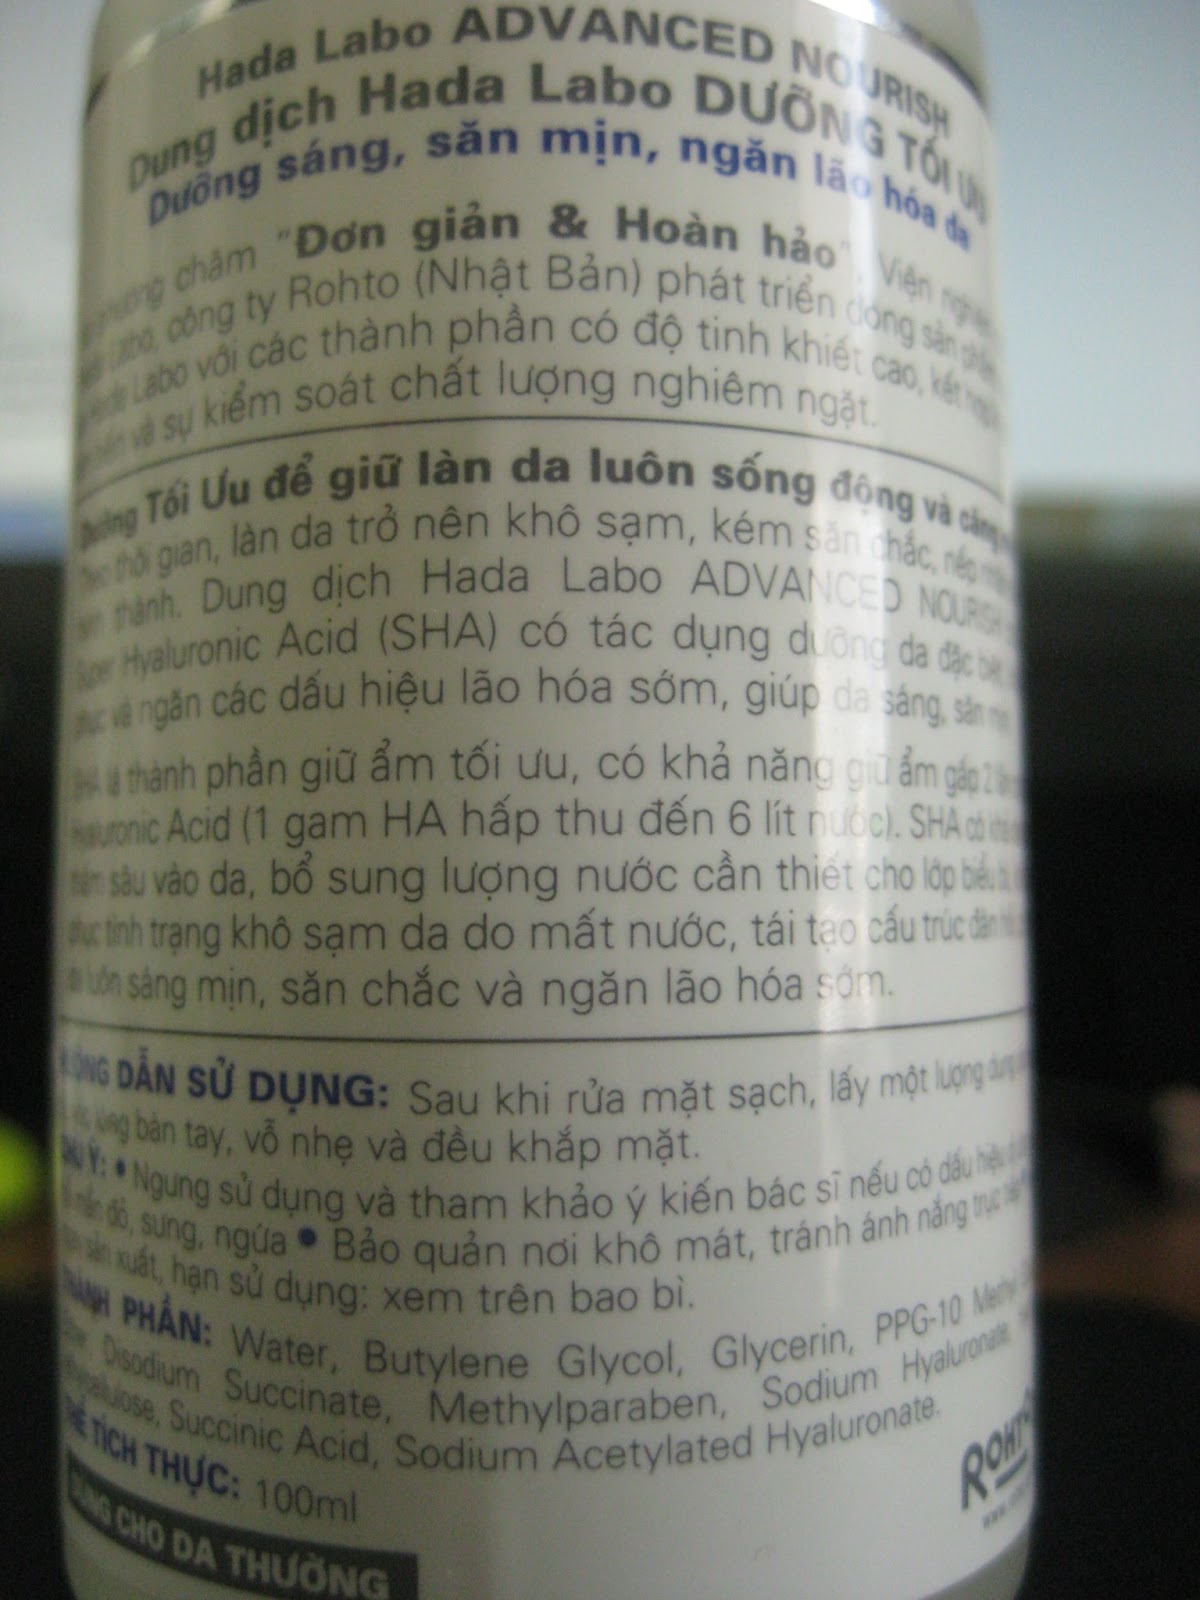 Hada Labo ADVANCED NOURISH
Dung dịch Hada Labo DƯỠNG TỐI ƯU
Dưỡng sáng, săn mịn, ngăn lão hóa da
châm "Đơn giản & Hoàn hảo", Viện
Labo, công ty Rohto (Nhật Bản) phát triển dòng sản phẩm
Hada Labo với các thành phần có độ tinh khiết cao, kết hợp
và sự kiểm soát chất lượng nghiêm ngặt.
Dưỡng Tối Ưu để giữ làn da luôn sống động và căng
Theo thời gian, làn da trở nên khô sạm, kém săn chắc, nếp nhăn
hình thành. Dung dịch Hada Labo ADVANCED NOURISH
Super Hyaluronic Acid (SHA) có tác dụng dưỡng da đặc biệt,
và ngăn các dấu hiệu lão hóa sớm, giúp da sáng, săn mịn
SHA là thành phần giữ ẩm tối ưu, có khả năng giữ ẩm gấp 2 lần
Hyaluronic Acid (1 gam HA hấp thu đến 6 lít nước). SHA có
sâu vào da, bổ sung lượng nước cần thiết cho lớp biểu bì,
tình trạng khô sạm da do mất nước, tái tạo cấu trúc đàn
da luôn sáng mịn, săn chắc và ngăn lão hóa sớm.
HƯỚNG DẪN SỬ DỤNG: Sau khi rửa mặt sạch, lấy một lượng dung
lòng bàn tay, vỗ nhẹ và đều khắp mặt.
CHÚ Ý: • Ngưng sử dụng và tham khảo ý kiến bác sĩ nếu có dấu hiệu
mẩn đỏ, sưng, ngứa • Bảo quản nơi khô mát, tránh ánh nắng trực tiếp
sản xuất, hạn sử dụng: xem trên bao bì.
THÀNH PHẦN: Water, Butylene Glycol, Glycerin, PPG-10 Methyl
Disodium Succinate, Methylparaben, Sodium Hyaluronate,
Succinic Acid, Sodium Acetylated Hyaluronate.
THỂ TÍCH THỰC: 100ml
DÙNG CHO DA THƯỜNG
ROHTO